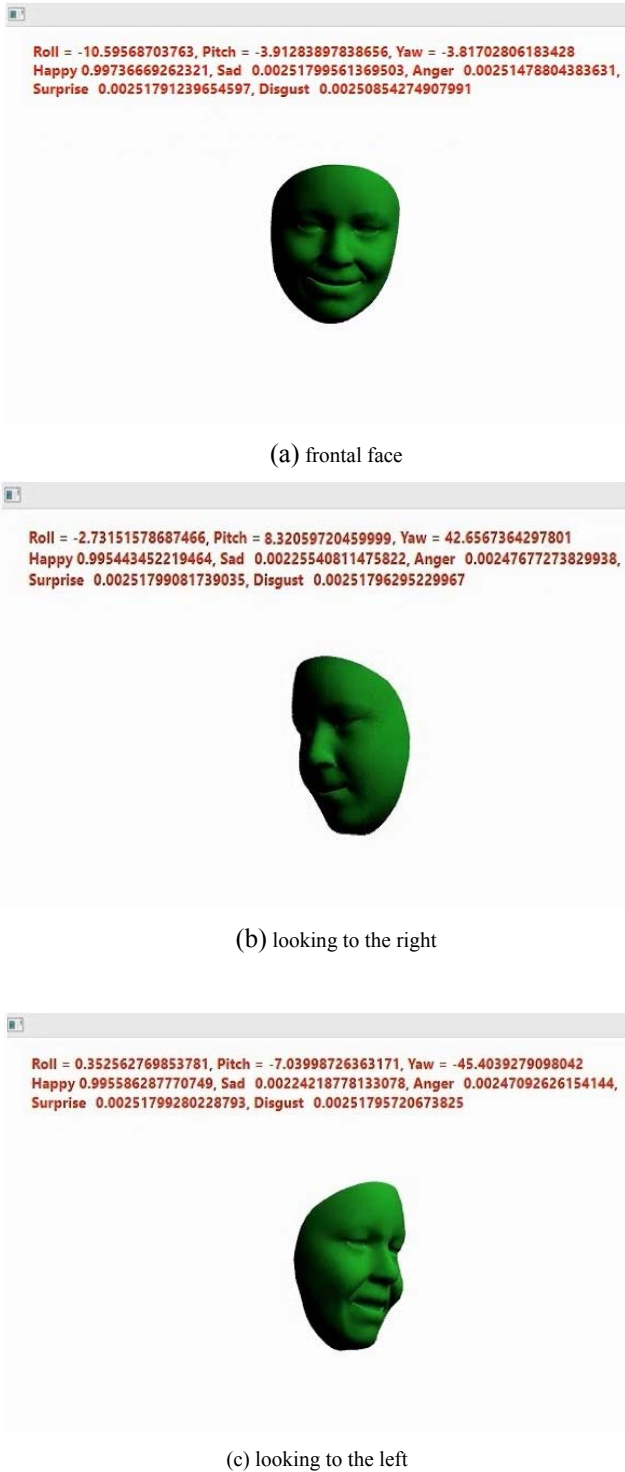 Roll = -10.59568703763, Pitch = -3.91283897838656, Yaw = -3.81702806183428
Happy 0.99736669262321, Sad 0.00251799561369503, Anger 0.00251478804383631,
Surprise 0.00251791239654597, Disgust 0.00250854274907991
(a) frontal face
Roll = -2.73151578687466, Pitch = 8.32059720459999, Yaw = 42.6567364297801
Happy 0.995443452219464, Sad 0.00225540811475822, Anger 0.00247677273829938,
Surprise 0.00251799081739035, Disgust 0.00251796295229967
(b) looking to the right
Roll = 0.352562769853781, Pitch = -7.03998726363171, Yaw = -45.4039279098042
Happy 0.995586287770749, Sad 0.00224218778133078, Anger 0.00247092626154144,
Surprise 0.00251799280228793, Disgust 0.00251795720673825
(c) looking to the left